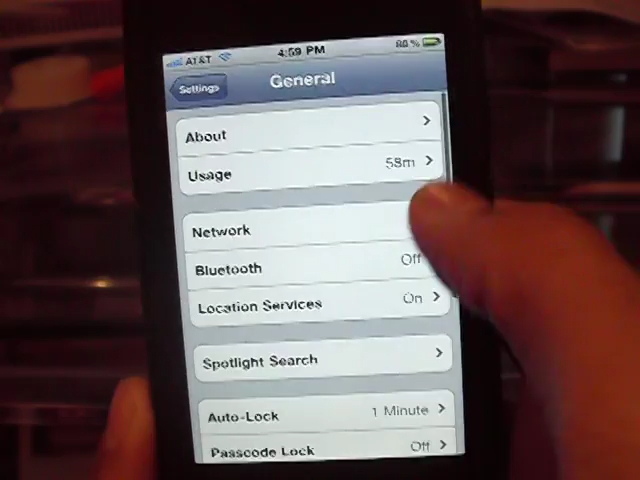 AT&T 4:59 PM 86 %
Settings General
About
Usage 58m
Network
Bluetooth Off
Location Services On
Spotlight Search
Auto-Lock 1 Minute
Passcode Lock Off